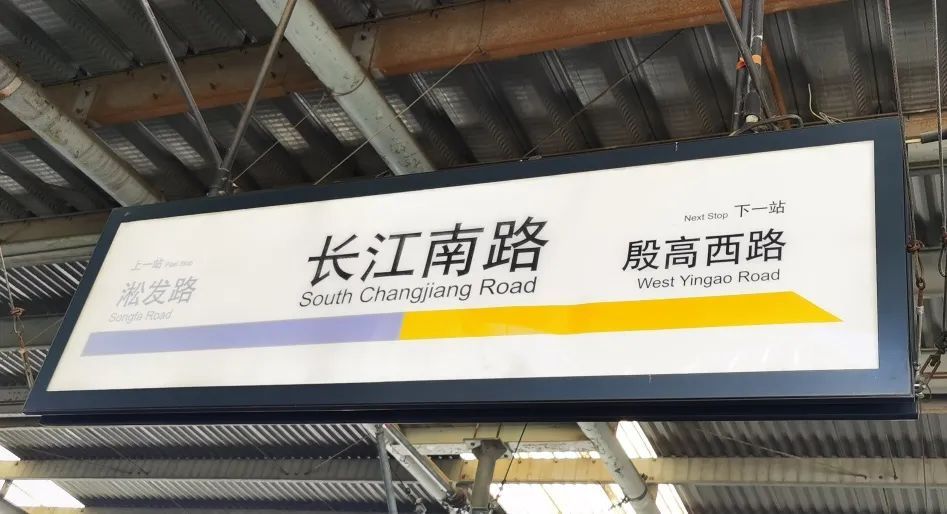 上一站 Past Stop
淞发路
Songfa Road
长江南路
South Changjiang Road
Next Stop 下一站
殷高西路
West Yingao Road